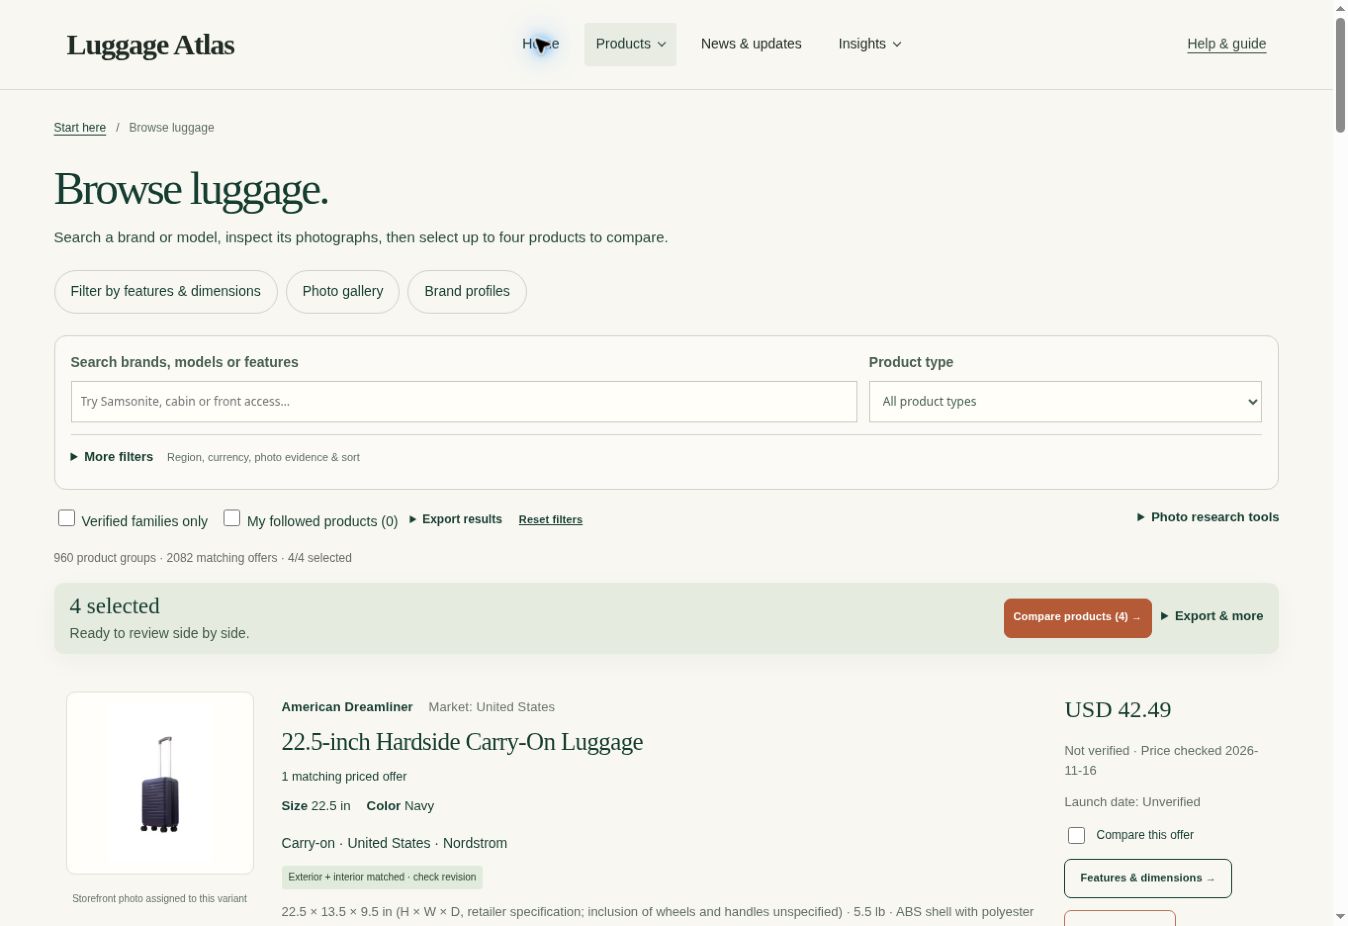 Luggage Atlas
Products
News & updates
Insights
Help & guide
Start here / Browse luggage
Browse luggage.
Search a brand or model, inspect its photographs, then select up to four products to compare.
Filter by features & dimensions
Photo gallery
Brand profiles
Search brands, models or features
Product type
Try Samsonite, cabin or front access...
All product types
More filters Region, currency, photo evidence & sort
Verified families only
My followed products (0)
Export results
Reset filters
Photo research tools
960 product groups · 2082 matching offers · 4/4 selected
4 selected
Ready to review side by side.
Compare products (4) →
Export & more
American Dreamliner Market: United States
22.5-inch Hardside Carry-On Luggage
1 matching priced offer
Size 22.5 in Color Navy
Carry-on · United States · Nordstrom
Exterior + interior matched · check revision
22.5 × 13.5 × 9.5 in (H × W × D, retailer specification; inclusion of wheels and handles unspecified) · 5.5 lb · ABS shell with polyester
Storefront photo assigned to this variant
USD 42.49
Not verified · Price checked 2026-
11-16
Launch date: Unverified
Compare this offer
Features & dimensions →